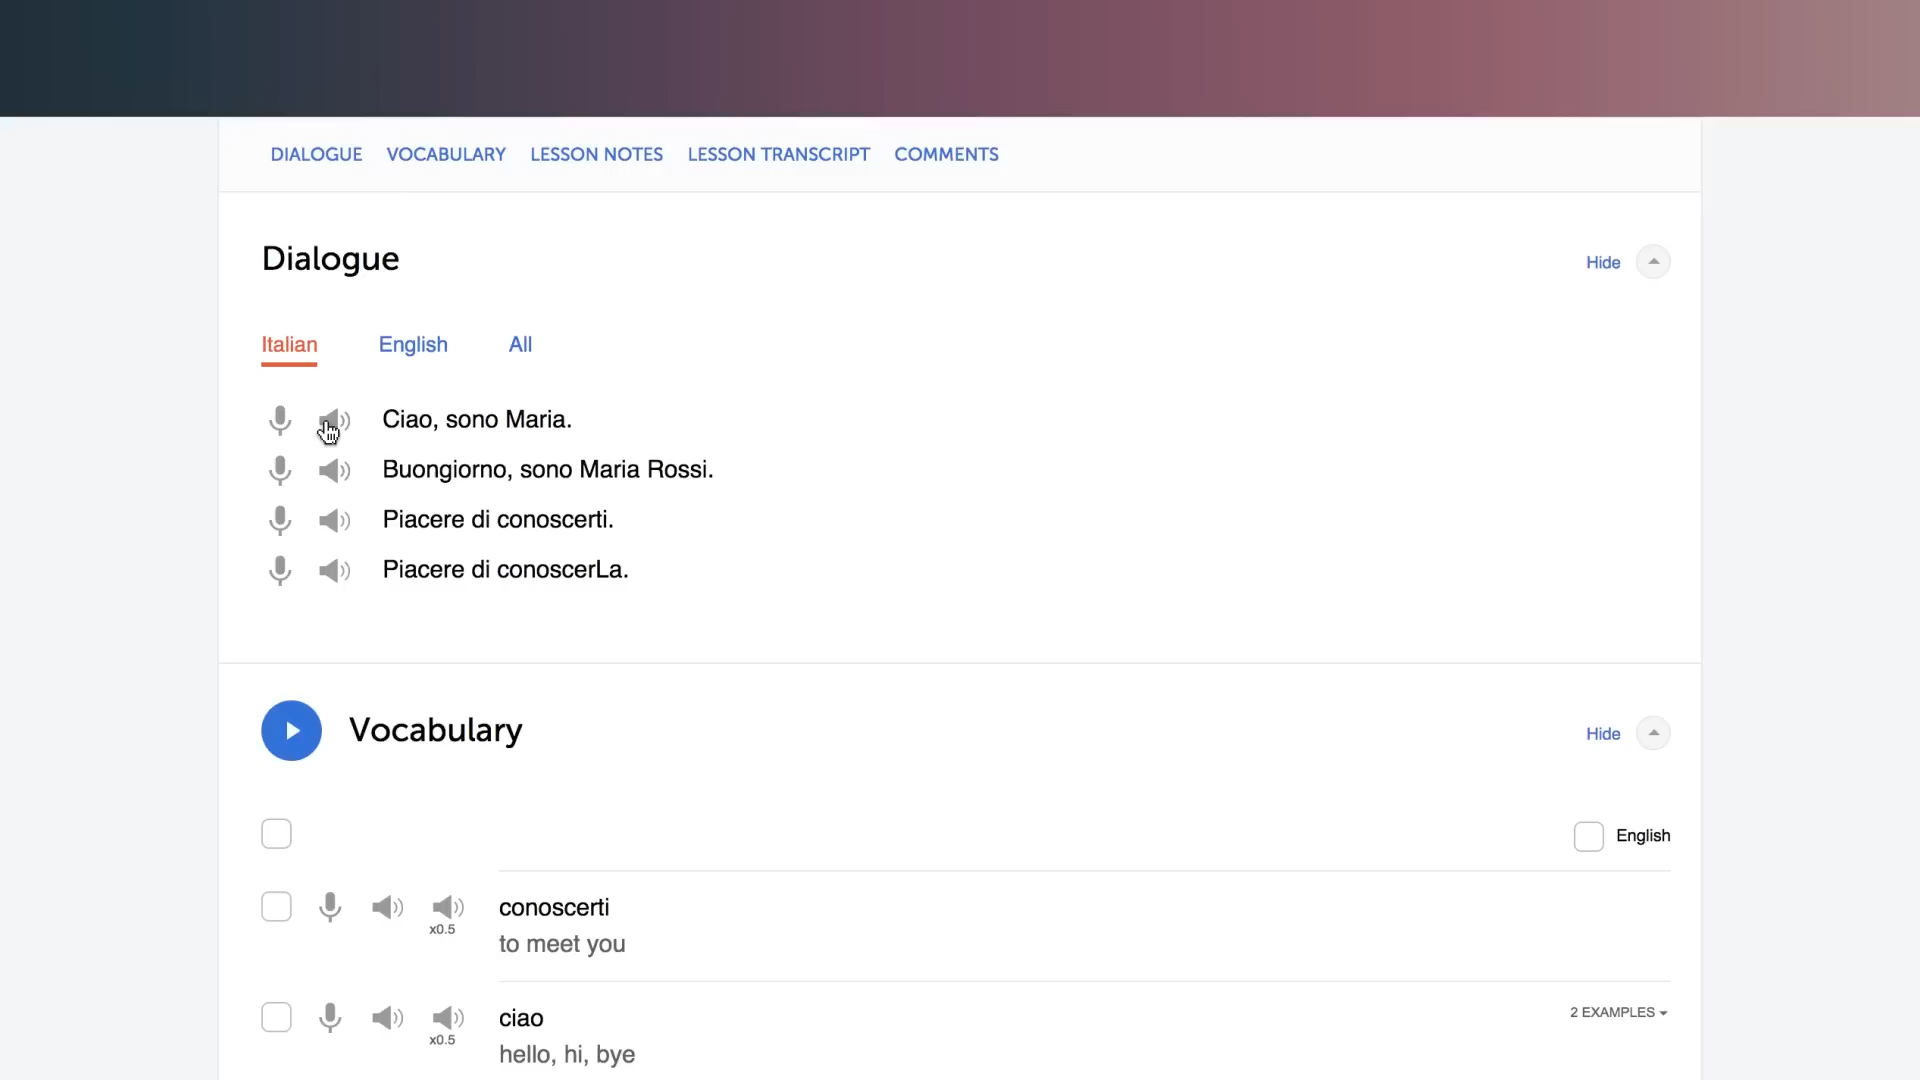 DIALOGUE VOCABULARY LESSON NOTES LESSON TRANSCRIPT COMMENTS
Dialogue
Hide
Italian English All
Ciao, sono Maria.
Buongiorno, sono Maria Rossi.
Piacere di conoscerti.
Piacere di conoscerLa.
Vocabulary
Hide
English
conoscerti
x0.5
to meet you
ciao
2 EXAMPLES
x0.5
hello, hi, bye